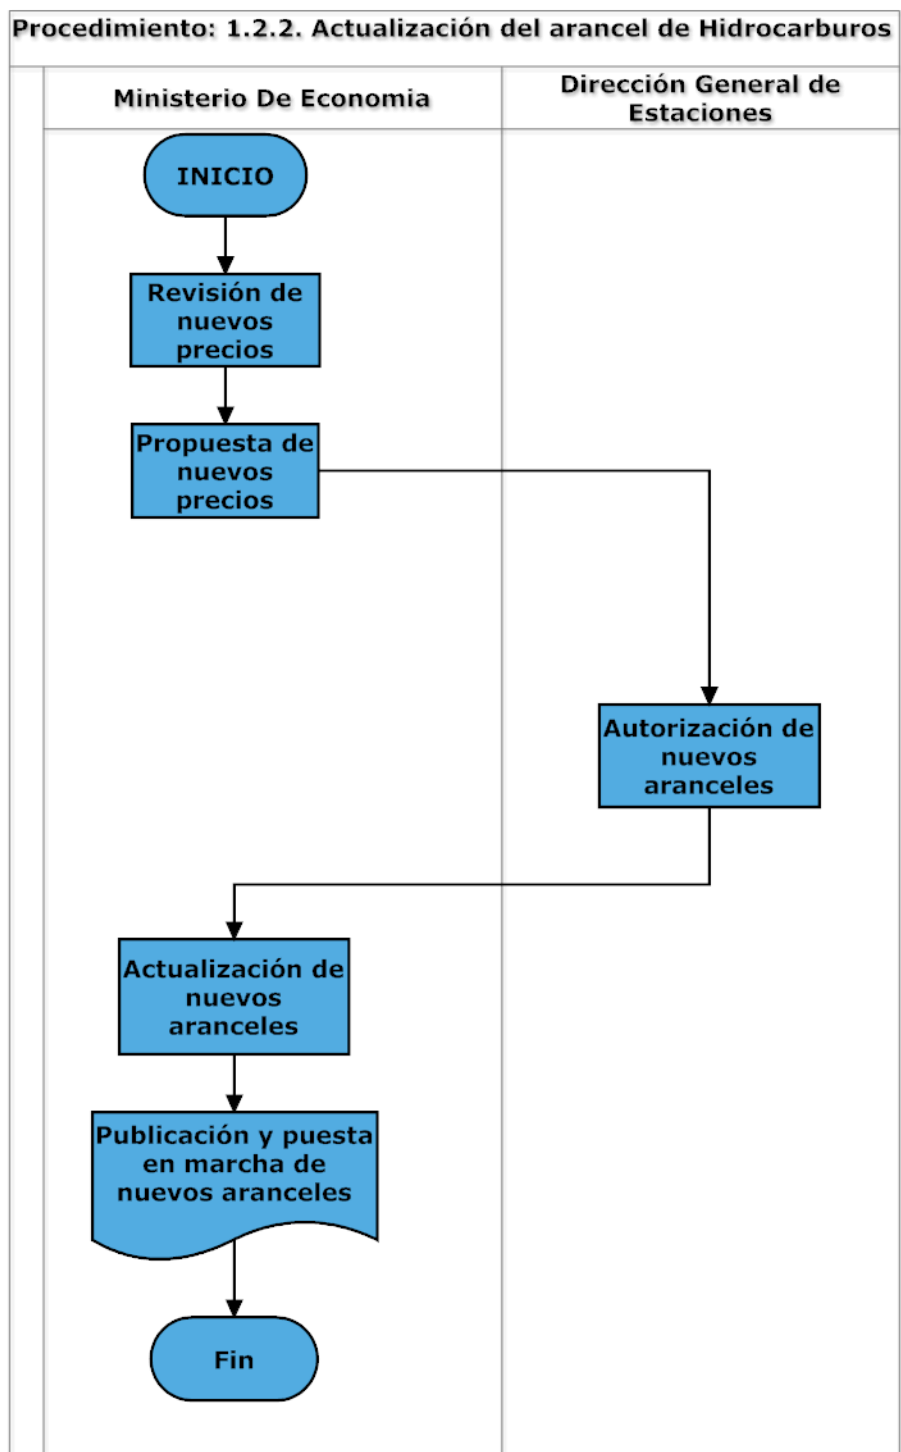 Procedimiento: 1.2.2. Actualización del arancel de Hidrocarburos
Ministerio De Economia
Dirección General de
Estaciones
INICIO
Revisión de
nuevos
precios
Propuesta de
nuevos
precios
Autorización de
nuevos
aranceles
Actualización de
nuevos
aranceles
Publicación y puesta
en marcha de
nuevos aranceles
Fin